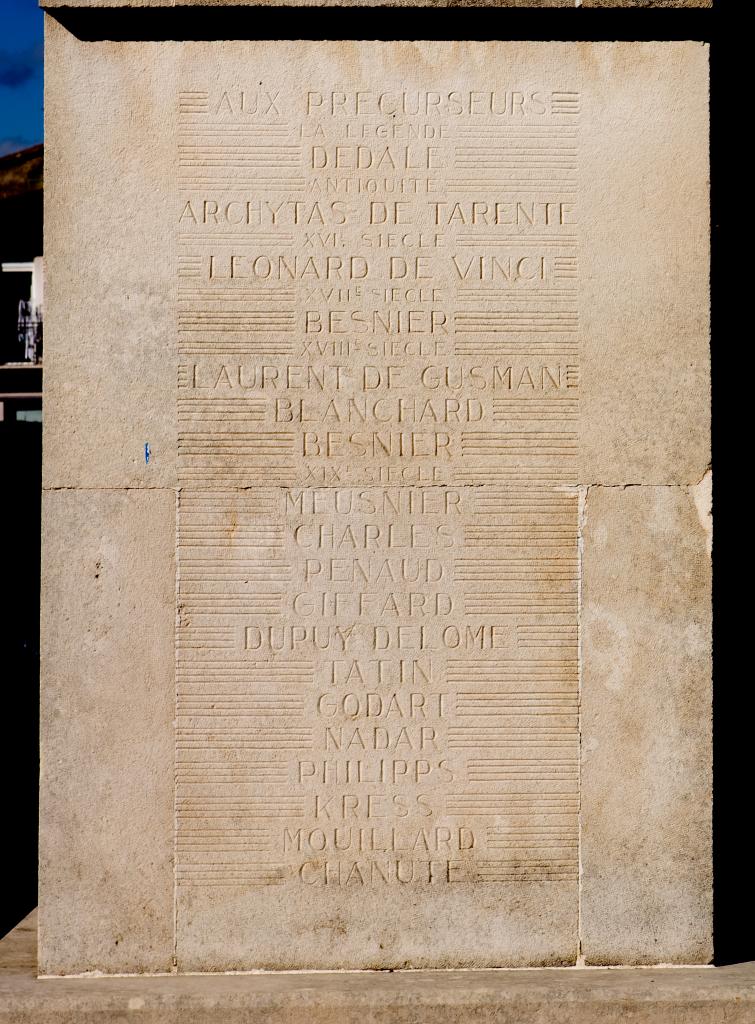 AUX PRECURSEURS
LA LEGENDE
DEDALE
ANTIQUITE
ARCHYTAS DE TARENTE
XVIE SIECLE
LEONARD DE VINCI
XVIIE SIECLE
BESNIER
XVIIIE SIECLE
LAURENT DE GUSMAN
BLANCHARD
BESNIER
XIXE SIECLE
MEUSNIER
CHARLES
PENAUD
GIFFARD
DUPUY DELOME
TATIN
GODART
NADAR
PHILIPPS
KRESS
MOUILLARD
CHANUTE